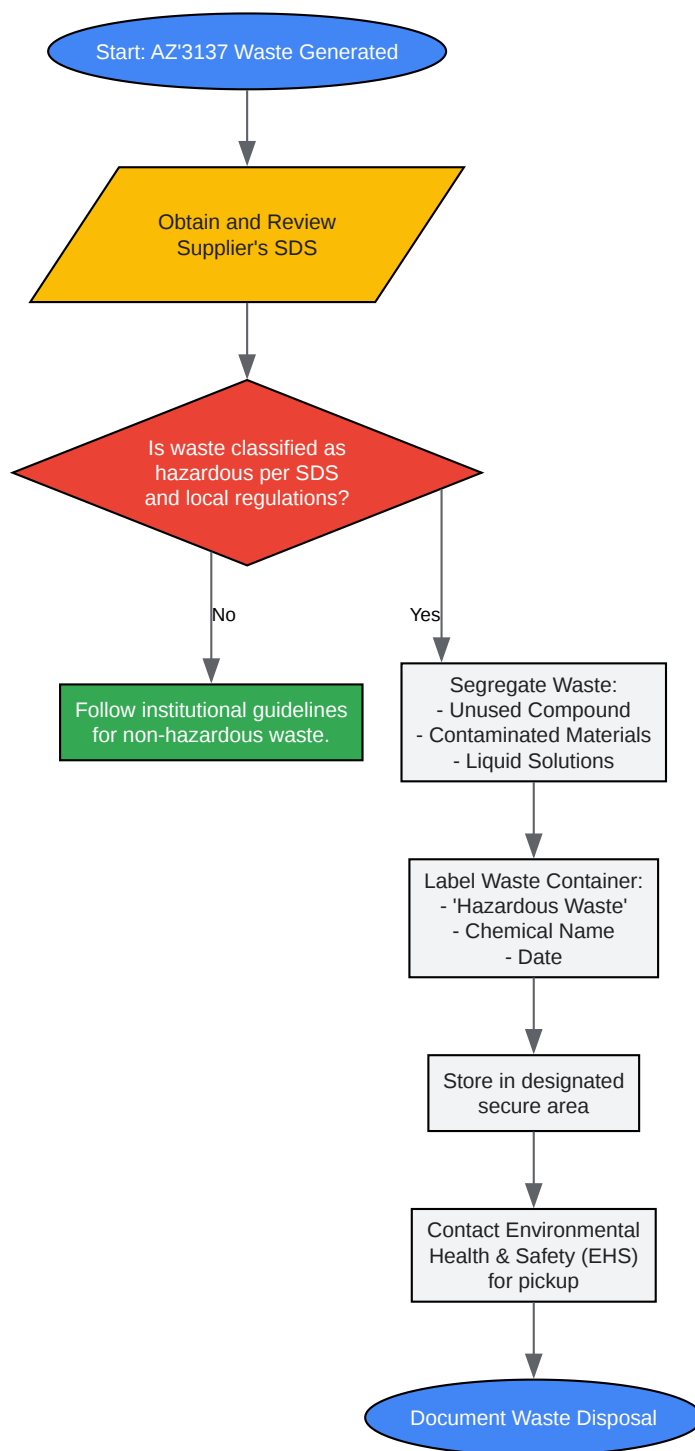 Start: AZ'3137 Waste Generated
Obtain and Review
Supplier's SDS
Is waste classified as
hazardous per SDS
and local regulations?
No
Yes
Follow institutional guidelines
for non-hazardous waste.
Segregate Waste:
- Unused Compound
- Contaminated Materials
- Liquid Solutions
Label Waste Container:
- 'Hazardous Waste'
- Chemical Name
- Date
Store in designated
secure area
Contact Environmental
Health & Safety (EHS)
for pickup
Document Waste Disposal